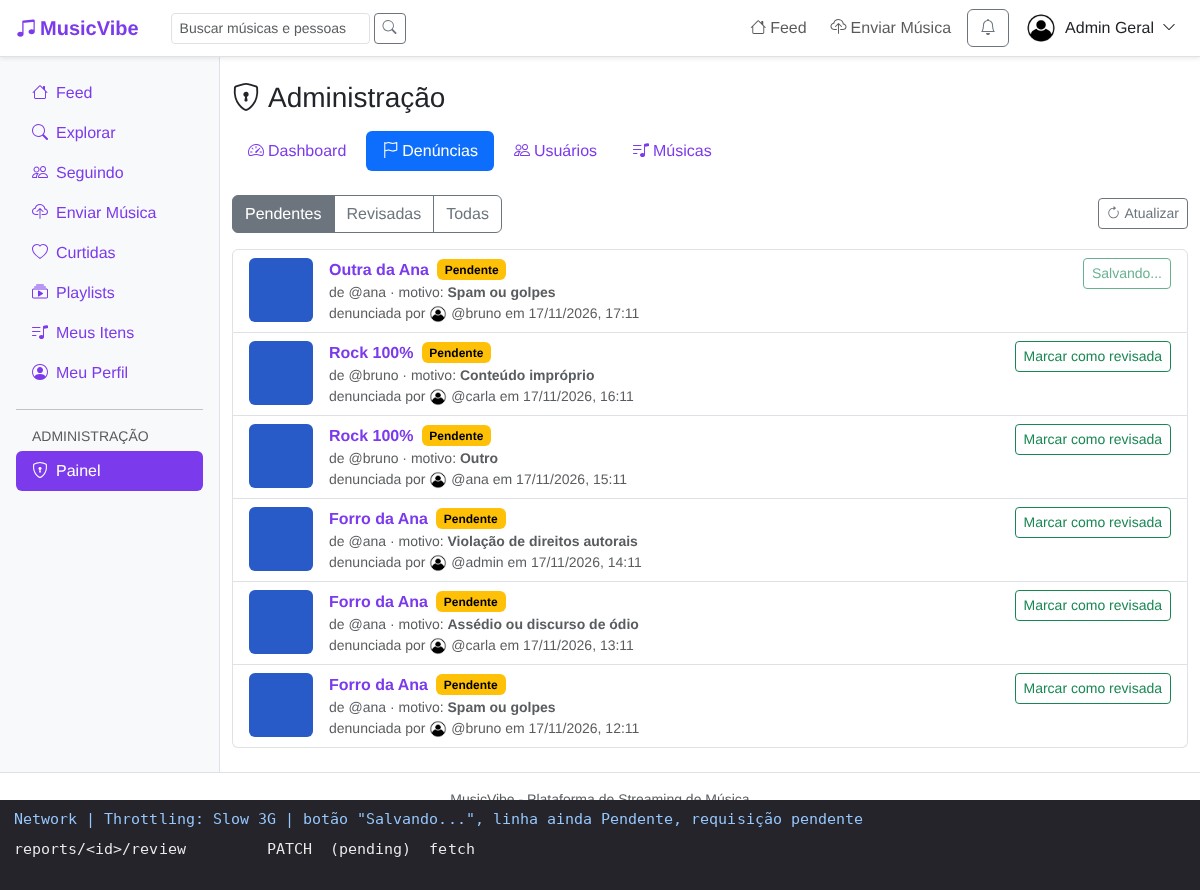 MusicVibe
Buscar músicas e pessoas
Feed
Enviar Música
Admin Geral
Feed
Explorar
Seguindo
Enviar Música
Curtidas
Playlists
Meus Itens
Meu Perfil
ADMINISTRAÇÃO
Painel
Administração
Dashboard
Denúncias
Usuários
Músicas
Pendentes
Revisadas
Todas
Atualizar
Outra da Ana Pendente
de @ana · motivo: Spam ou golpes
denunciada por @bruno em 17/11/2026, 17:11
Salvando...
Rock 100% Pendente
de @bruno · motivo: Conteúdo impróprio
denunciada por @carla em 17/11/2026, 16:11
Marcar como revisada
Rock 100% Pendente
de @bruno · motivo: Outro
denunciada por @ana em 17/11/2026, 15:11
Marcar como revisada
Forro da Ana Pendente
de @ana · motivo: Violação de direitos autorais
denunciada por @admin em 17/11/2026, 14:11
Marcar como revisada
Forro da Ana Pendente
de @ana · motivo: Assédio ou discurso de ódio
denunciada por @carla em 17/11/2026, 13:11
Marcar como revisada
Forro da Ana Pendente
de @ana · motivo: Spam ou golpes
denunciada por @bruno em 17/11/2026, 12:11
Marcar como revisada
MusicVibe - Plataforma de Streaming de Música
Network | Throttling: Slow 3G | botão "Salvando...", linha ainda Pendente, requisição pendente
reports/<id>/review PATCH (pending) fetch